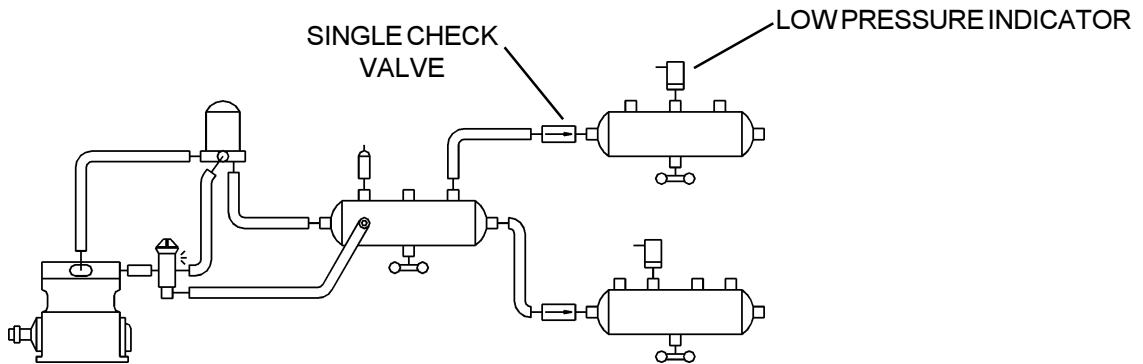 SINGLE CHECK
VALVE
LOW PRESSURE INDICATOR